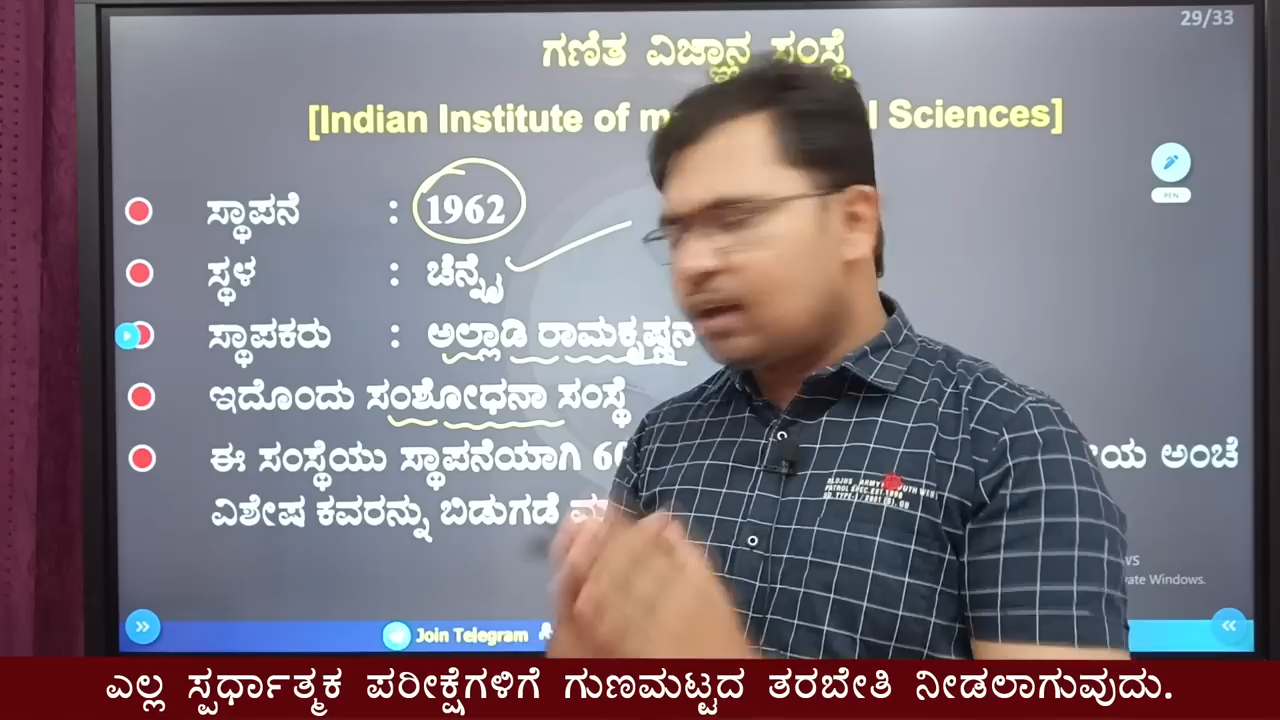 29/33
ಗಣಿತ ವಿಜ್ಞಾನ ಸಂಸ್ಥೆ
[Indian Institute of Sciences]
PEN
ಸ್ಥಾಪನೆ : 1962
ಸ್ಥಳ : ಚೆನ್ನೈ
ಸ್ಥಾಪಕರು : ಅಲ್ಲಾಡಿ ರಾಮಕೃಷ್ಣನ
ಇದೊಂದು ಸಂಶೋಧನಾ ಸಂಸ್ಥೆ
ಈ ಸಂಸ್ಥೆಯು ಸ್ಥಾಪನೆಯಾಗಿ 60 ಅಂಚೆ
ವಿಶೇಷ ಕವರನ್ನು ಬಿಡುಗಡೆ
Windows.
Join Telegram
ಎಲ್ಲ ಸ್ಪರ್ಧಾತ್ಮಕ ಪರೀಕ್ಷೆಗಳಿಗೆ ಗುಣಮಟ್ಟದ ತರಬೇತಿ ನೀಡಲಾಗುವುದು.